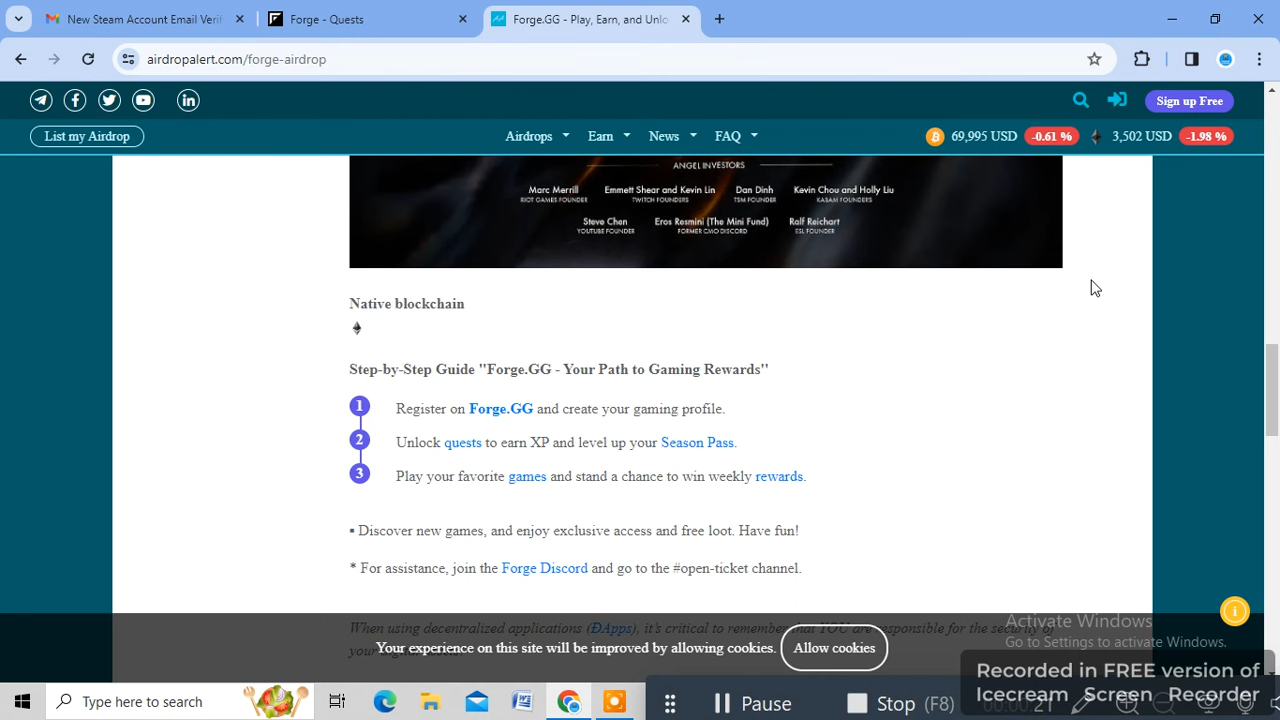 New Steam Account Email Verif
Forge - Quests
Forge.GG - Play, Earn, and Unlo
airdropalert.com/forge-airdrop
Sign up Free
List my Airdrop
Airdrops
Earn
News
FAQ
69,995 USD
-0.61 %
3,502 USD
-1.98 %
ANGEL INVESTORS
Marc Merrill
RIOT GAMES FOUNDER
Emmett Shear and Kevin Lin
TWITCH FOUNDERS
Dan Dinh
TSM FOUNDER
Kevin Chou and Holly Liu
KABAM FOUNDERS
Steve Chen
YOUTUBE FOUNDER
Eros Resmini (The Mini Fund)
FORMER CMO DISCORD
Ralf Reichart
ESL FOUNDER
Native blockchain
Step-by-Step Guide "Forge.GG - Your Path to Gaming Rewards"
1 Register on Forge.GG and create your gaming profile.
2 Unlock quests to earn XP and level up your Season Pass.
3 Play your favorite games and stand a chance to win weekly rewards.
▪ Discover new games, and enjoy exclusive access and free loot. Have fun!
* For assistance, join the Forge Discord and go to the #open-ticket channel.
When using decentralized applications (ĐApps), it's critical to remember that YOU are responsible for the security of
your
Your experience on this site will be improved by allowing cookies.
Allow cookies
Activate Windows
Go to Settings to activate Windows.
Recorded in FREE version of
Icecream Screen Recorder
Type here to search
Pause
Stop (F8)
00:00:21